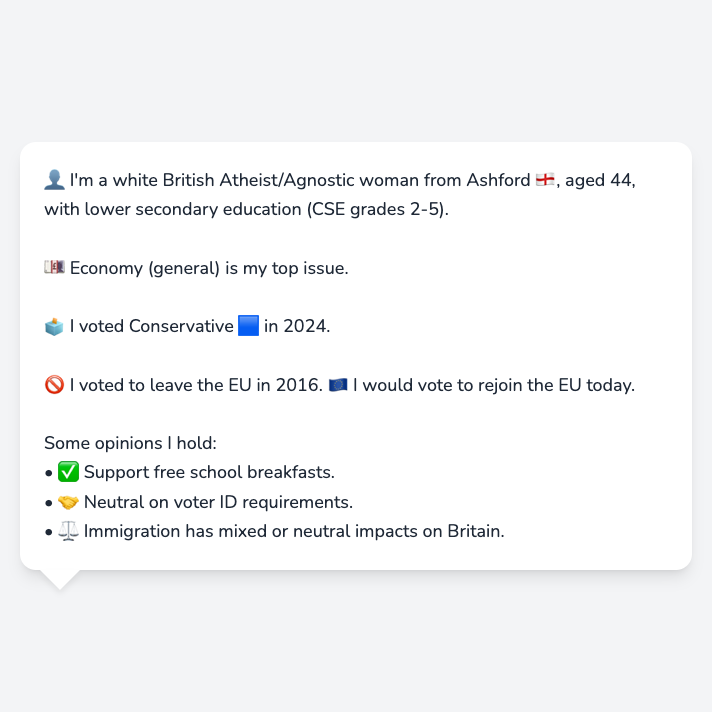 👤 I'm a white British Atheist/Agnostic woman from Ashford 🏴󠁧󠁢󠁥󠁮󠁧󠁿, aged 44,
with lower secondary education (CSE grades 2-5).
💷 Economy (general) is my top issue.
🗳️ I voted Conservative 🟦 in 2024.
🚫 I voted to leave the EU in 2016. 🇪🇺 I would vote to rejoin the EU today.
Some opinions I hold:
• ✅ Support free school breakfasts.
• 🤝 Neutral on voter ID requirements.
• ⚖️ Immigration has mixed or neutral impacts on Britain.